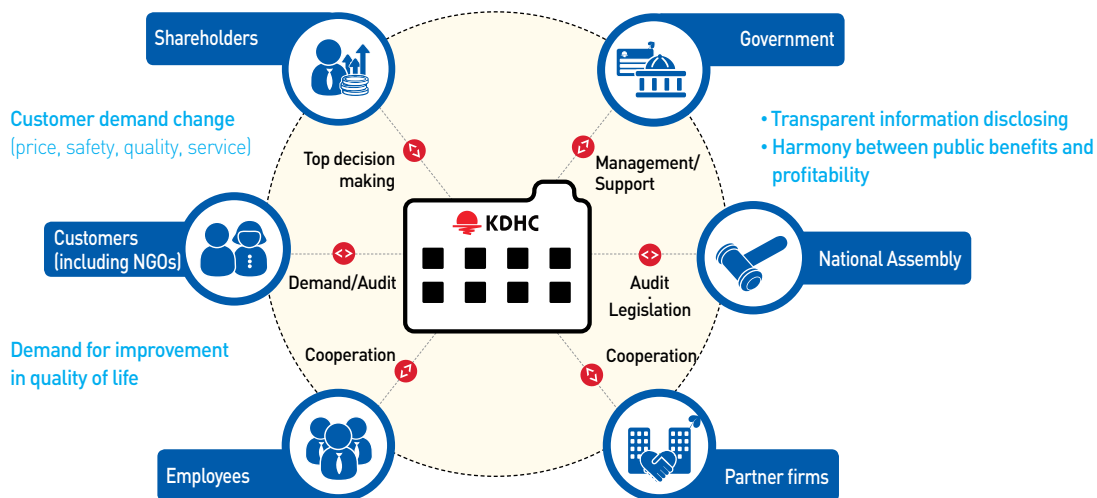 Shareholders
Government
Customer demand change
(price, safety, quality, service)
• Transparent information disclosing
• Harmony between public benefits and
profitability
Top decision
making
Management/
Support
KDHC
Customers
(including NGOs)
National Assembly
Demand/Audit
Audit
·
Legislation
Demand for improvement
in quality of life
Cooperation
Cooperation
Employees
Partner firms